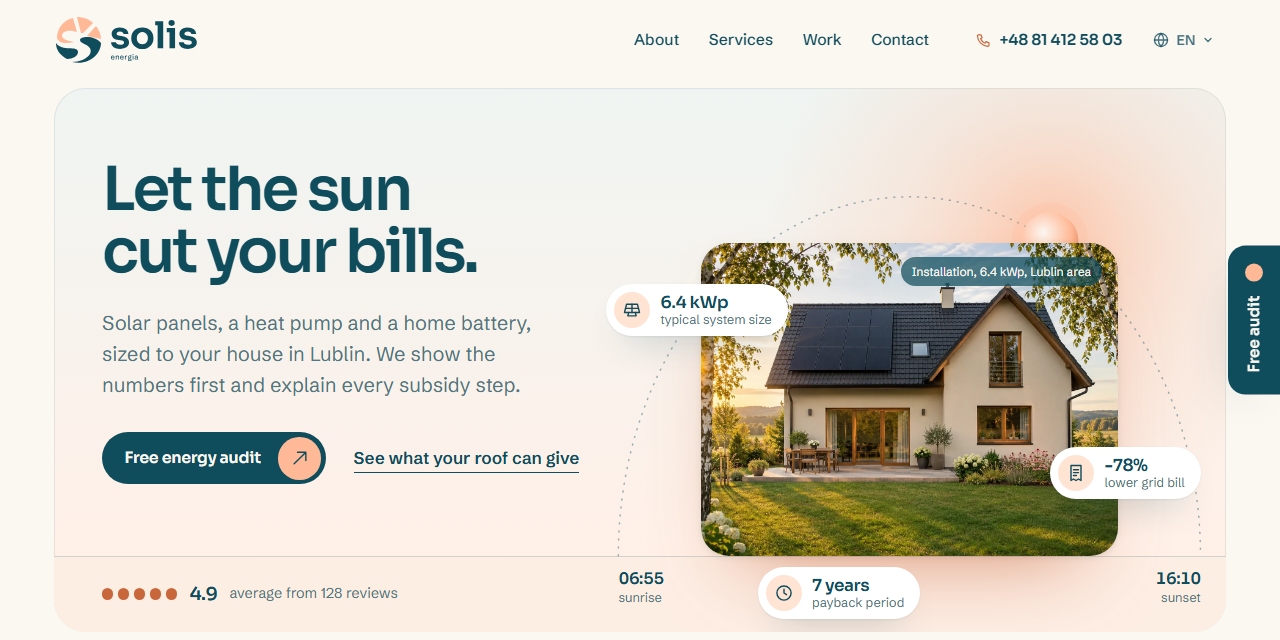 solis
energia
About
Services
Work
Contact
+48 81 412 58 03
EN
Let the sun
cut your bills.
Solar panels, a heat pump and a home battery,
sized to your house in Lublin. We show the
numbers first and explain every subsidy step.
Free energy audit
See what your roof can give
Installation, 6.4 kWp, Lublin area
6.4 kWp
typical system size
-78%
lower grid bill
Free audit
4.9 average from 128 reviews
06:55
sunrise
7 years
payback period
16:10
sunset